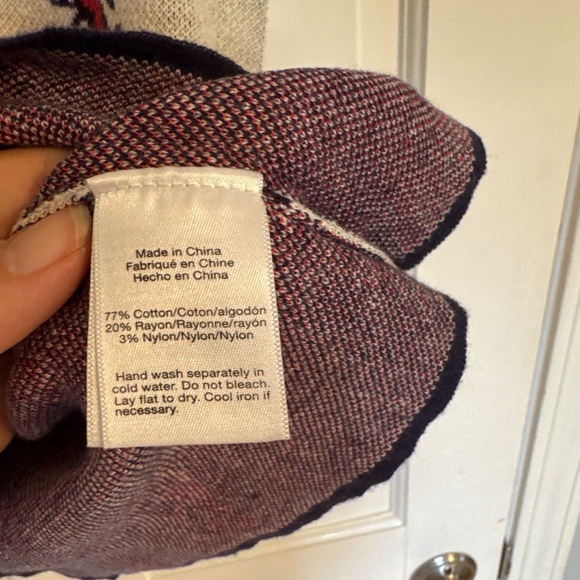 Made in China
Fabriqué en Chine
Hecho en China
77% Cotton/Coton/algodón
20% Rayon/Rayonne/rayón
3% Nylon/Nylon/Nylon
Hand wash separately in
cold water. Do not bleach.
Lay flat to dry. Cool iron if
necessary.